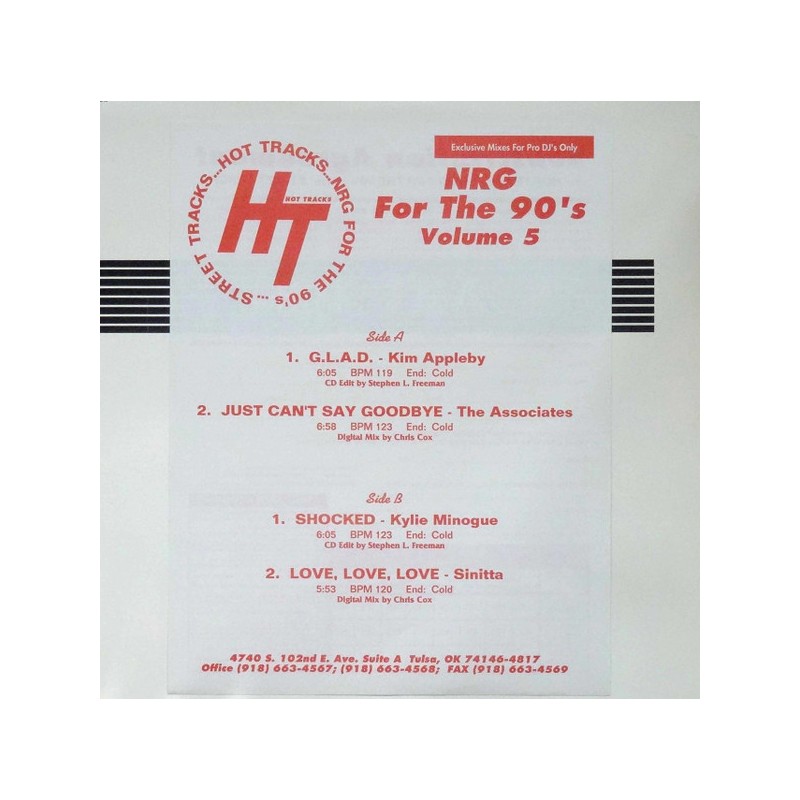 STREET TRACKS...HOT TRACKS...NRG FOR THE 90's...
HT
HOT TRACKS
Exclusive Mixes For Pro DJ's Only
NRG
For The 90's
Volume 5
Side A
1. G.L.A.D. - Kim Appleby
6:05 BPM 119 End: Cold
CD Edit by Stephen L. Freeman
2. JUST CAN'T SAY GOODBYE - The Associates
6:58 BPM 123 End: Cold
Digital Mix by Chris Cox
Side B
1. SHOCKED - Kylie Minogue
6:05 BPM 123 End: Cold
CD Edit by Stephen L. Freeman
2. LOVE, LOVE, LOVE - Sinitta
5:53 BPM 120 End: Cold
Digital Mix by Chris Cox
4740 S. 102nd E. Ave. Suite A Tulsa, OK 74146-4817
Office (918) 663-4567; (918) 663-4568; FAX (918) 663-4569